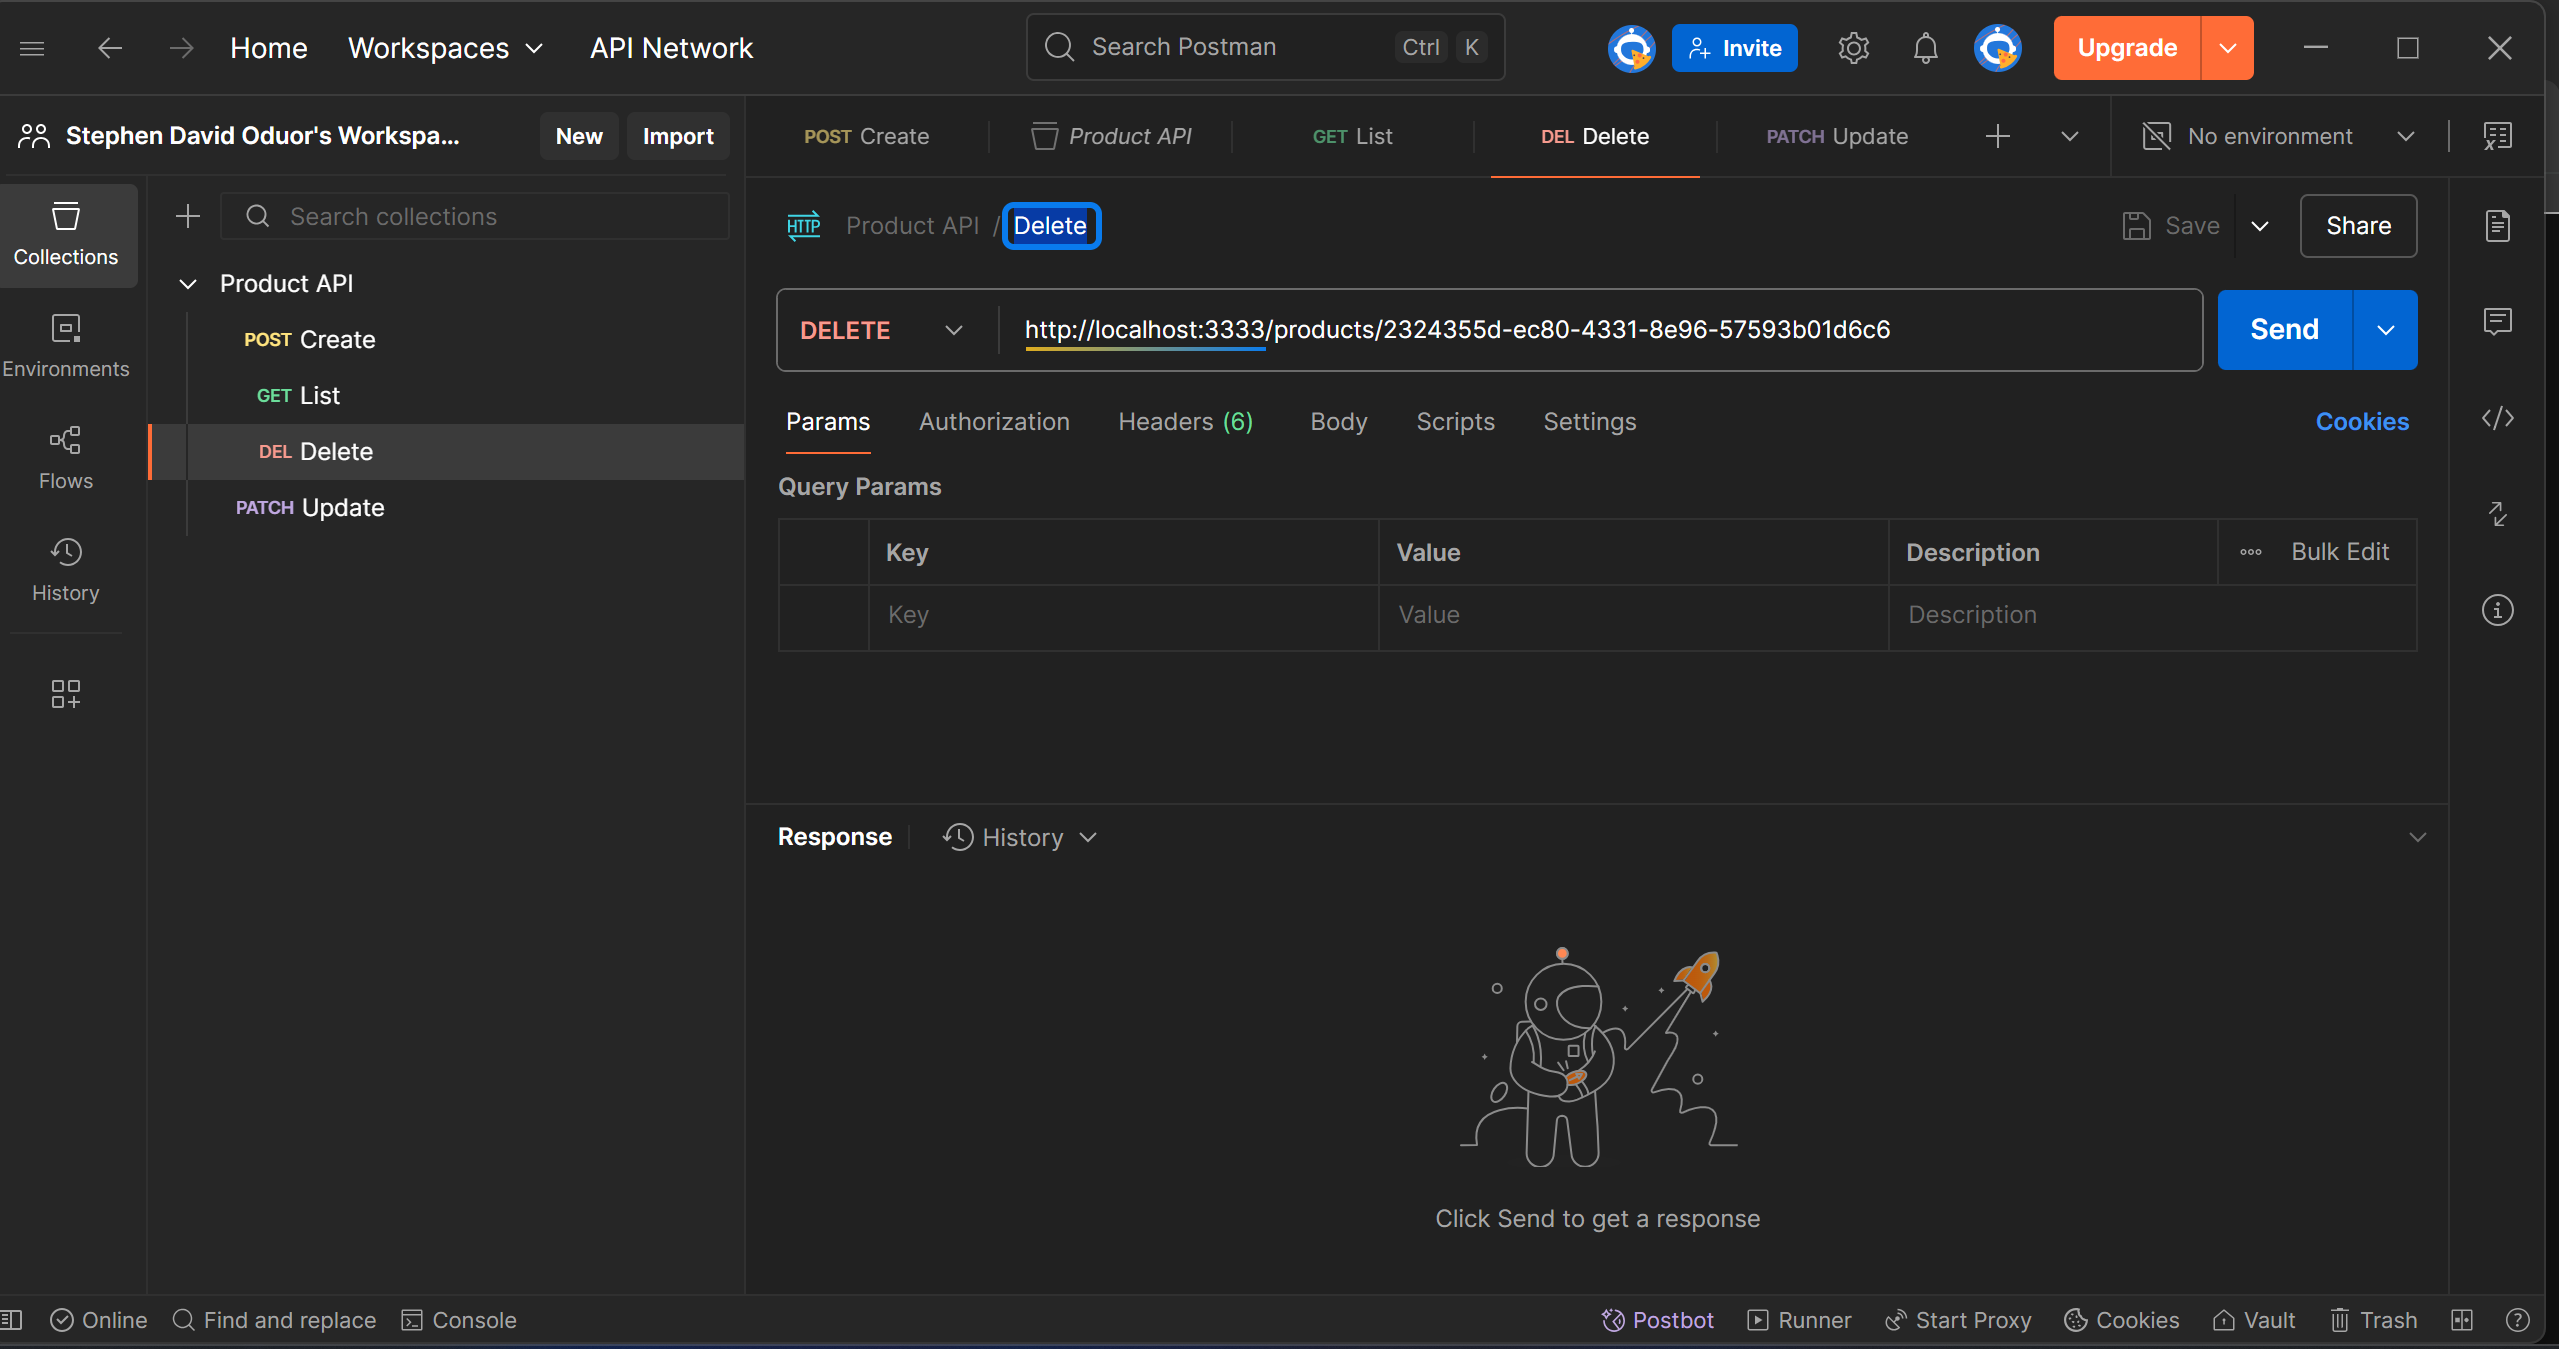 Home Workspaces API Network Search Postman Ctrl K Invite Upgrade
Stephen David Oduor's Workspa... New Import
POST Create Product API GET List DEL Delete PATCH Update No environment
Collections
Environments
Flows
History
Search collections
Product API
POST Create
GET List
DEL Delete
PATCH Update
HTTP Product API / Delete Save Share
DELETE http://localhost:3333/products/2324355d-ec80-4331-8e96-57593b01d6c6 Send
Params Authorization Headers (6) Body Scripts Settings Cookies
Query Params
Key Value Description Bulk Edit
Key Value Description
Response History
Click Send to get a response
Online Find and replace Console Postbot Runner Start Proxy Cookies Vault Trash